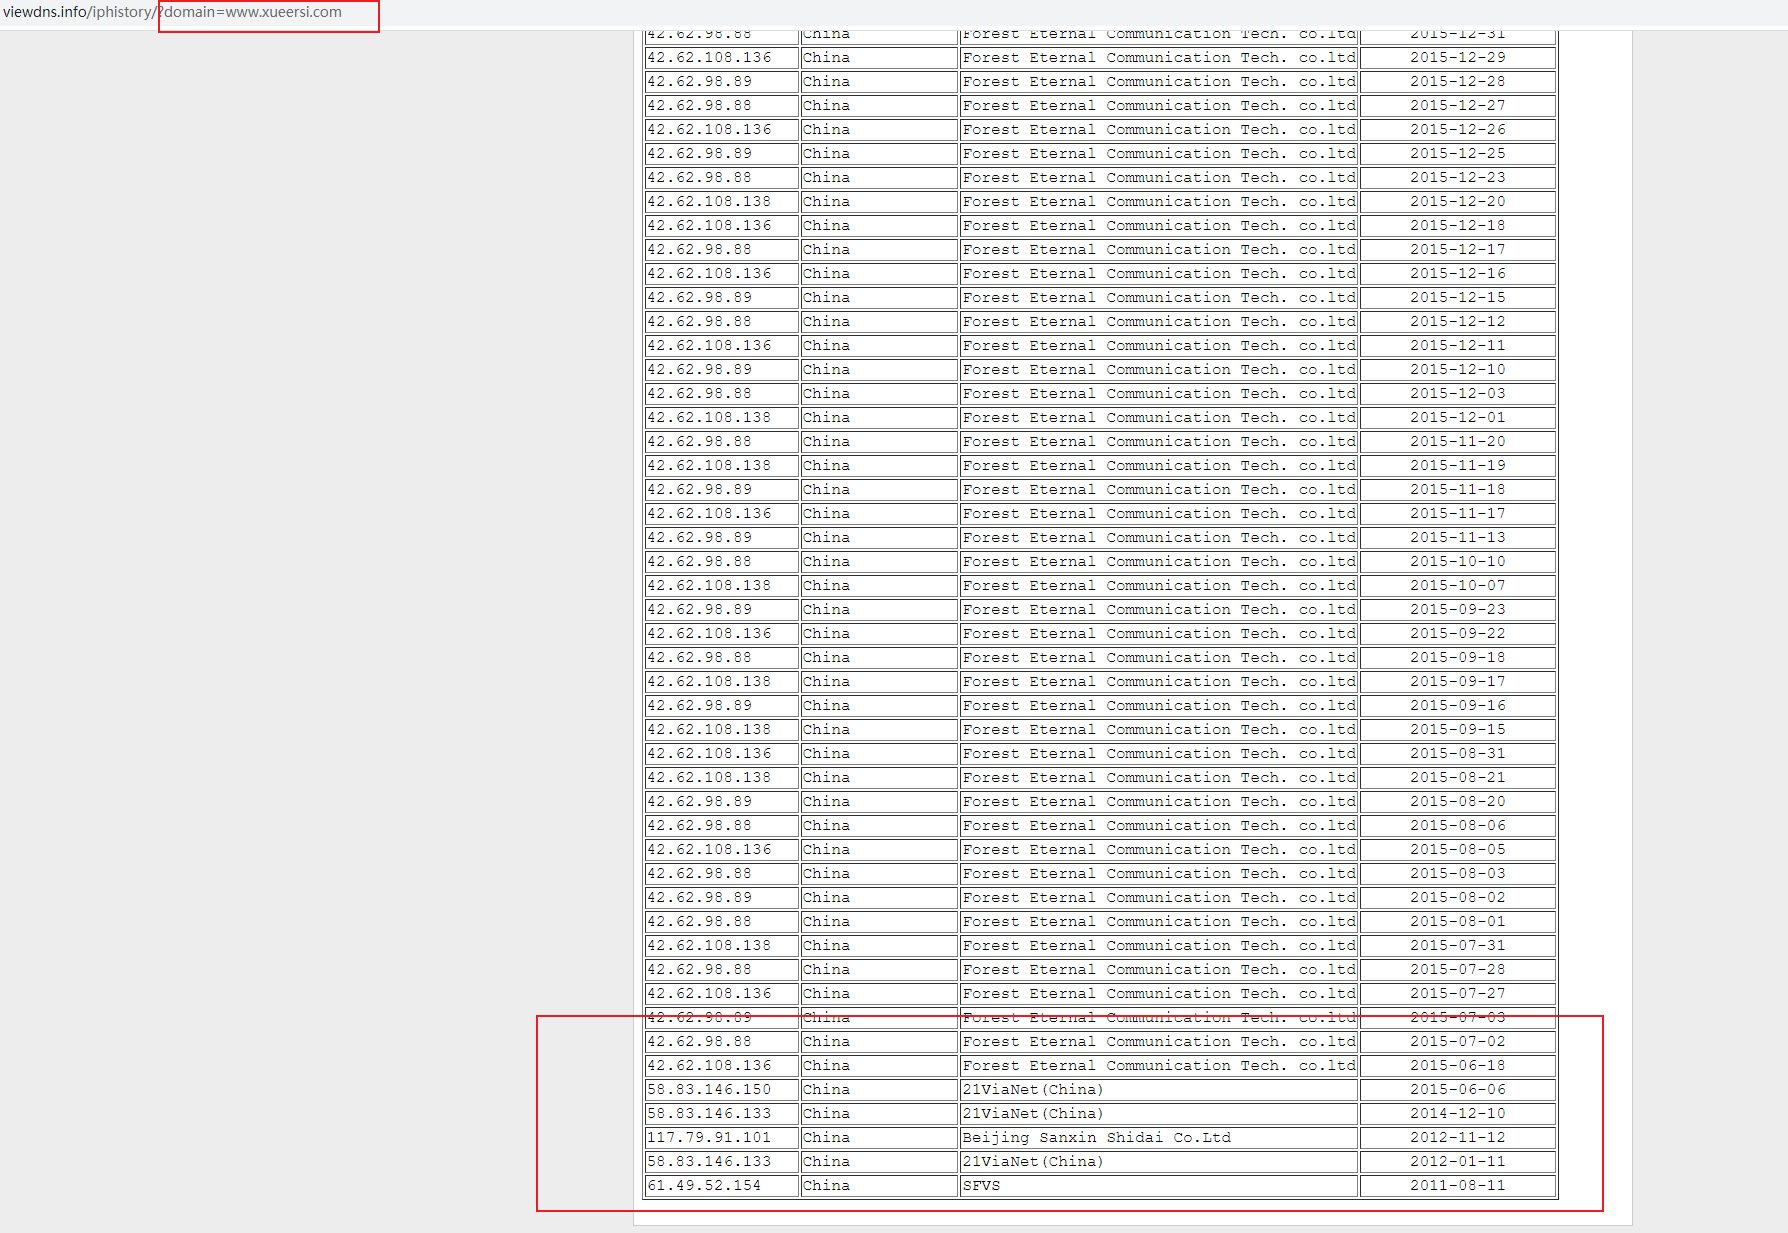 viewdns.info/iphistory/?domain=www.xueersi.com
42.62.98.88 China Forest Eternal Communication Tech. co.ltd 2015-12-31
42.62.108.136 China Forest Eternal Communication Tech. co.ltd 2015-12-29
42.62.98.89 China Forest Eternal Communication Tech. co.ltd 2015-12-28
42.62.98.88 China Forest Eternal Communication Tech. co.ltd 2015-12-27
42.62.108.136 China Forest Eternal Communication Tech. co.ltd 2015-12-26
42.62.98.89 China Forest Eternal Communication Tech. co.ltd 2015-12-25
42.62.98.88 China Forest Eternal Communication Tech. co.ltd 2015-12-23
42.62.108.138 China Forest Eternal Communication Tech. co.ltd 2015-12-20
42.62.108.136 China Forest Eternal Communication Tech. co.ltd 2015-12-18
42.62.98.88 China Forest Eternal Communication Tech. co.ltd 2015-12-17
42.62.108.136 China Forest Eternal Communication Tech. co.ltd 2015-12-16
42.62.98.89 China Forest Eternal Communication Tech. co.ltd 2015-12-15
42.62.98.88 China Forest Eternal Communication Tech. co.ltd 2015-12-12
42.62.108.136 China Forest Eternal Communication Tech. co.ltd 2015-12-11
42.62.98.89 China Forest Eternal Communication Tech. co.ltd 2015-12-10
42.62.98.88 China Forest Eternal Communication Tech. co.ltd 2015-12-03
42.62.108.138 China Forest Eternal Communication Tech. co.ltd 2015-12-01
42.62.98.88 China Forest Eternal Communication Tech. co.ltd 2015-11-20
42.62.108.138 China Forest Eternal Communication Tech. co.ltd 2015-11-19
42.62.98.89 China Forest Eternal Communication Tech. co.ltd 2015-11-18
42.62.108.136 China Forest Eternal Communication Tech. co.ltd 2015-11-17
42.62.98.89 China Forest Eternal Communication Tech. co.ltd 2015-11-13
42.62.98.88 China Forest Eternal Communication Tech. co.ltd 2015-10-10
42.62.108.138 China Forest Eternal Communication Tech. co.ltd 2015-10-07
42.62.98.89 China Forest Eternal Communication Tech. co.ltd 2015-09-23
42.62.108.136 China Forest Eternal Communication Tech. co.ltd 2015-09-22
42.62.98.88 China Forest Eternal Communication Tech. co.ltd 2015-09-18
42.62.108.138 China Forest Eternal Communication Tech. co.ltd 2015-09-17
42.62.98.89 China Forest Eternal Communication Tech. co.ltd 2015-09-16
42.62.108.138 China Forest Eternal Communication Tech. co.ltd 2015-09-15
42.62.108.136 China Forest Eternal Communication Tech. co.ltd 2015-08-31
42.62.108.138 China Forest Eternal Communication Tech. co.ltd 2015-08-21
42.62.98.89 China Forest Eternal Communication Tech. co.ltd 2015-08-20
42.62.98.88 China Forest Eternal Communication Tech. co.ltd 2015-08-06
42.62.108.136 China Forest Eternal Communication Tech. co.ltd 2015-08-05
42.62.98.88 China Forest Eternal Communication Tech. co.ltd 2015-08-03
42.62.98.89 China Forest Eternal Communication Tech. co.ltd 2015-08-02
42.62.98.88 China Forest Eternal Communication Tech. co.ltd 2015-08-01
42.62.108.138 China Forest Eternal Communication Tech. co.ltd 2015-07-31
42.62.98.88 China Forest Eternal Communication Tech. co.ltd 2015-07-28
42.62.108.136 China Forest Eternal Communication Tech. co.ltd 2015-07-27
42.62.98.89 China Forest Eternal Communication Tech. co.ltd 2015-07-03
42.62.98.88 China Forest Eternal Communication Tech. co.ltd 2015-07-02
42.62.108.136 China Forest Eternal Communication Tech. co.ltd 2015-06-18
58.83.146.150 China 21ViaNet(China) 2015-06-06
58.83.146.133 China 21ViaNet(China) 2014-12-10
117.79.91.101 China Beijing Sanxin Shidai Co.Ltd 2012-11-12
58.83.146.133 China 21ViaNet(China) 2012-01-11
61.49.52.154 China SFVS 2011-08-11